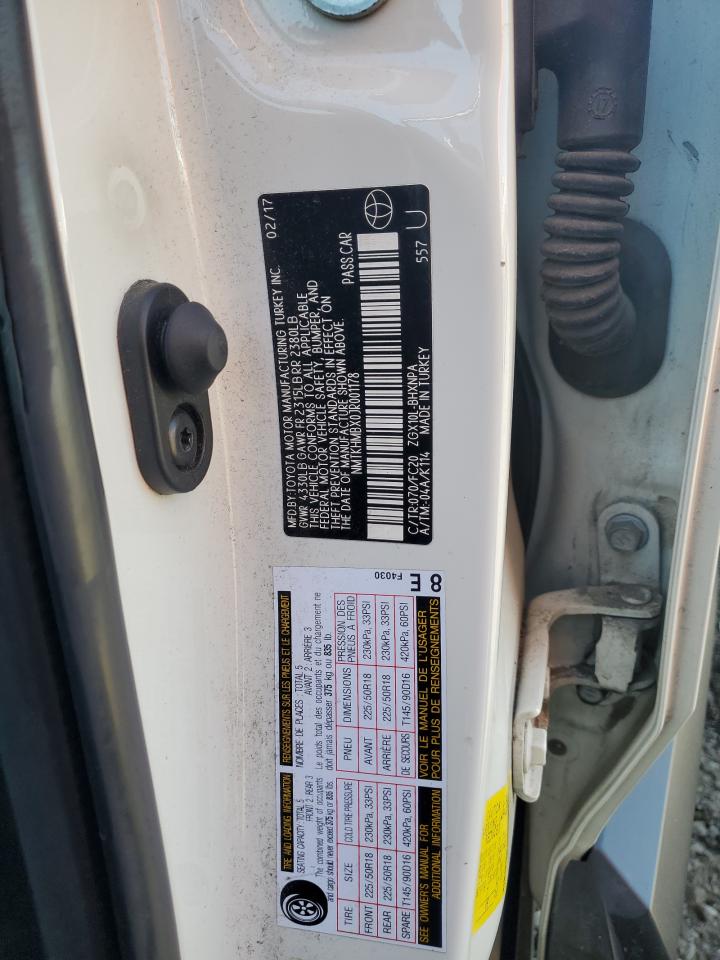 MFD.BY:TOYOTA MOTOR MANUFACTURING TURKEY INC. 02/17
GVWR 4330LB GAWR FR 2315LB RR 2380LB
THIS VEHICLE CONFORMS TO ALL APPLICABLE
FEDERAL MOTOR VEHICLE SAFETY, BUMPER, AND
THEFT PREVENTION STANDARDS IN EFFECT ON
THE DATE OF MANUFACTURE SHOWN ABOVE.
NMTKHMBX0JR001178 PASS.CAR
C/TR:070/FC20 ZGX10L-BHXNPA 557
A/TM:-04A/K114 MADE IN TURKEY U
TIRE AND LOADING INFORMATION
SEATING CAPACITY: TOTAL 5
FRONT 2. REAR 3
The combined weight of occupants
and cargo should never exceed 375 kg or 835 lbs.
TIRE SIZE COLD TIRE PRESSURE
FRONT 225/50R18 230kPa, 33PSI
REAR 225/50R18 230kPa, 33PSI
SPARE T145/90D16 420kPa, 60PSI
SEE OWNER'S MANUAL FOR
ADDITIONAL INFORMATION
RENSEIGNEMENTS SUR LES PNEUS ET LE CHARGEMENT
NOMBRE DE PLACES : TOTAL 5
AVANT 2. ARRIÈRE 3
Le poids total des occupants et du chargement ne
doit jamais dépasser 375 kg ou 835 lb.
PNEU DIMENSIONS PRESSION DES PNEUS À FROID
AVANT 225/50R18 230kPa, 33PSI
ARRIÈRE 225/50R18 230kPa, 33PSI
DE SECOURS T145/90D16 420kPa, 60PSI
VOIR LE MANUEL DE L'USAGER
POUR PLUS DE RENSEIGNEMENTS
F4030
8E
17